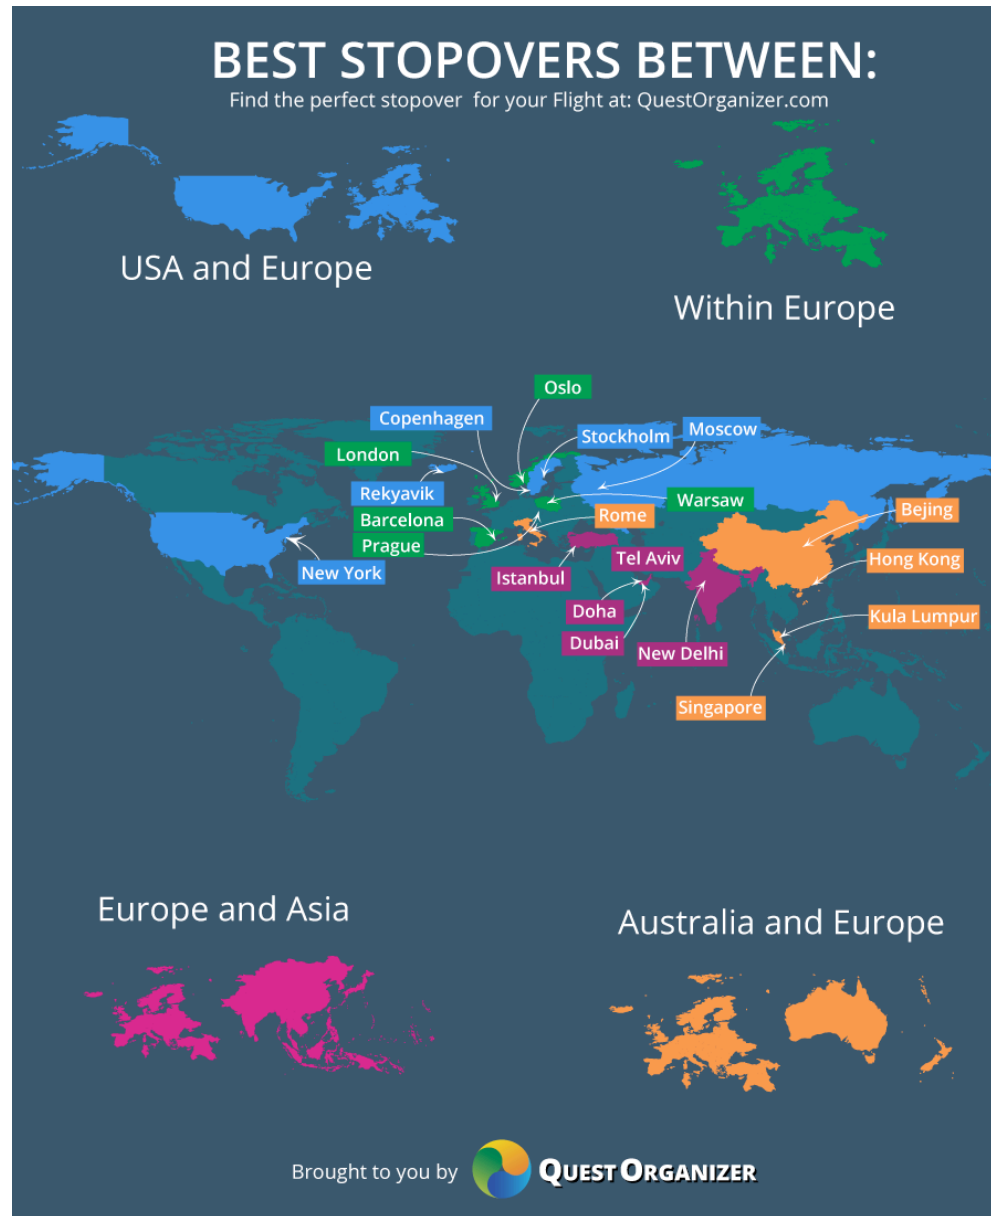 BEST STOPOVERS BETWEEN:
Find the perfect stopover for your Flight at: QuestOrganizer.com
USA and Europe
Within Europe
Oslo
Copenhagen
Stockholm
Moscow
London
Rekyavik
Warsaw
Barcelona
Rome
Bejing
Prague
New York
Istanbul
Tel Aviv
Hong Kong
Doha
Kula Lumpur
Dubai
New Delhi
Singapore
Europe and Asia
Australia and Europe
Brought to you by QUESTORGANIZER